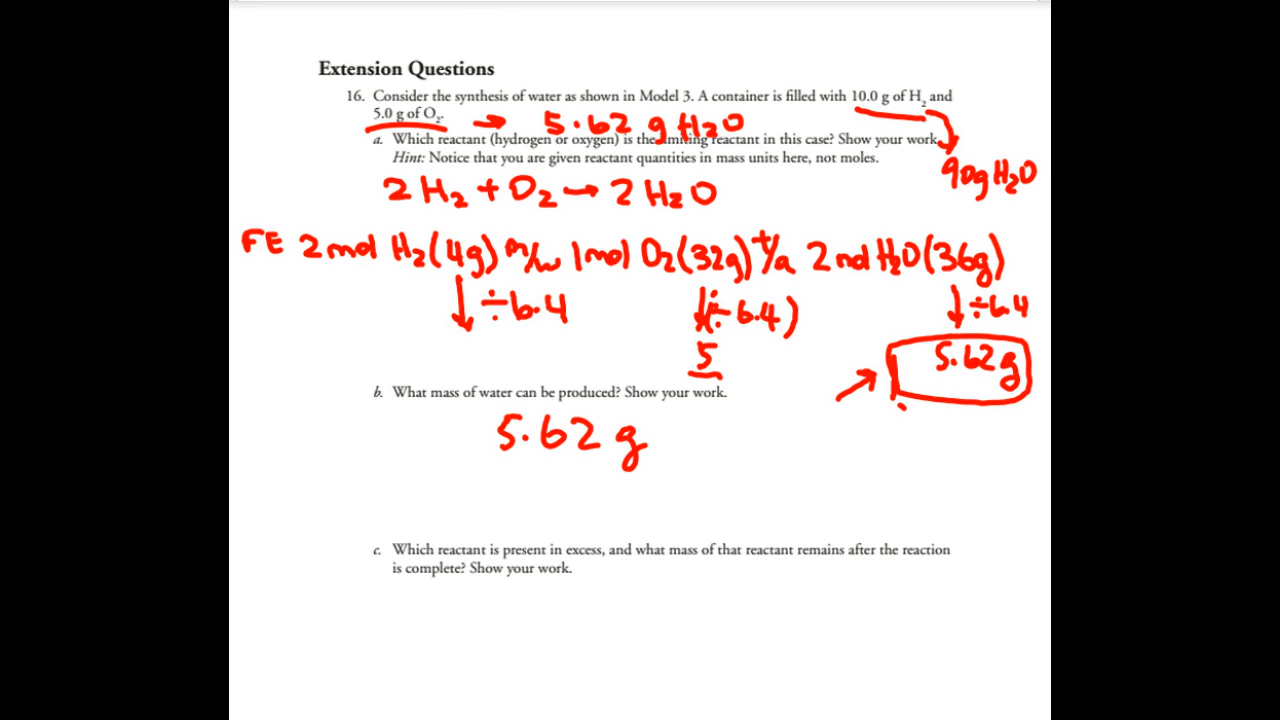 Extension Questions
16. Consider the synthesis of water as shown in Model 3. A container is filled with 10.0 g of H₂ and
5.0 g of O₂. → 5.62 g H2O
a. Which reactant (hydrogen or oxygen) is the limiting reactant in this case? Show your work.
Hint: Notice that you are given reactant quantities in mass units here, not moles.
90g H2O
2 H2 + O2 → 2 H2O
FE 2 mol H2 (4g) 1 mol O2 (32g) 2 H2O (36g)
↓ ÷ 6.4 ↓ (÷ 6.4) ↓ ÷ 6.4
5 5.62 g
b. What mass of water can be produced? Show your work.
5.62 g
c. Which reactant is present in excess, and what mass of that reactant remains after the reaction
is complete? Show your work.